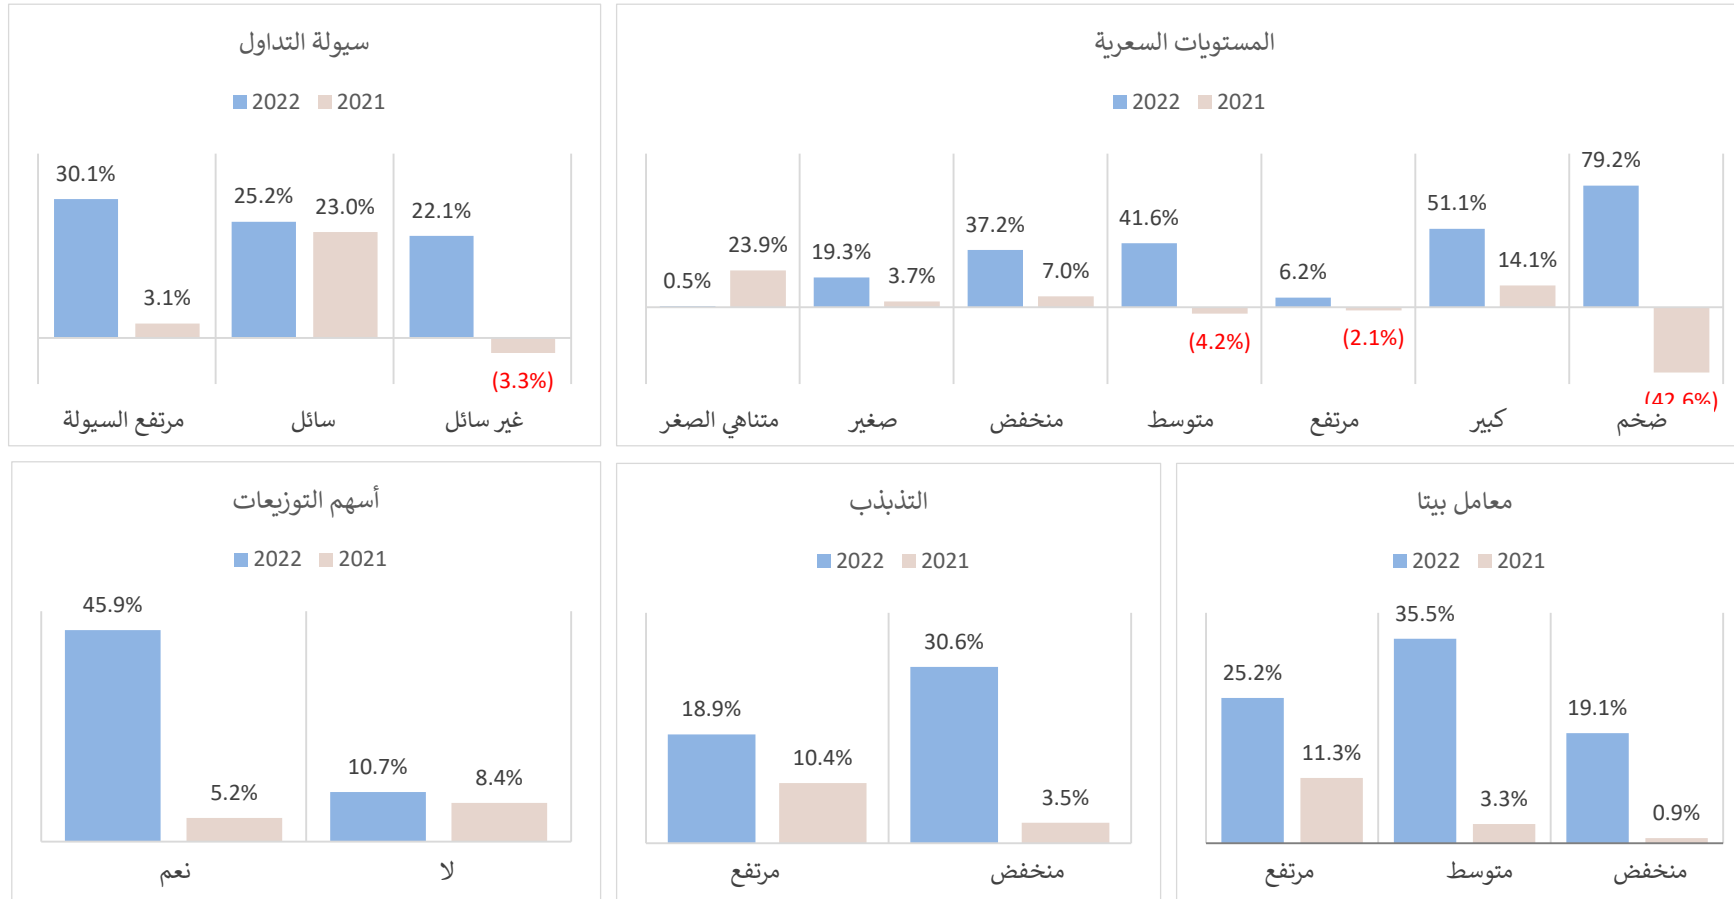 سيولة التداول
2022 2021
30.1% 3.1% 25.2% 23.0% 22.1% (3.3%)
مرتفع السيولة سائل غير سائل
المستويات السعرية
2022 2021
0.5% 23.9% 19.3% 3.7% 37.2% 7.0% 41.6% (4.2%) 6.2% (2.1%) 51.1% 14.1% 79.2% (42.6%)
متناهي الصغر صغير منخفض متوسط مرتفع كبير ضخم
أسهم التوزيعات
2022 2021
45.9% 5.2% 10.7% 8.4%
نعم لا
التذبذب
2022 2021
18.9% 10.4% 30.6% 3.5%
مرتفع منخفض
معامل بيتا
2022 2021
25.2% 11.3% 35.5% 3.3% 19.1% 0.9%
مرتفع متوسط منخفض